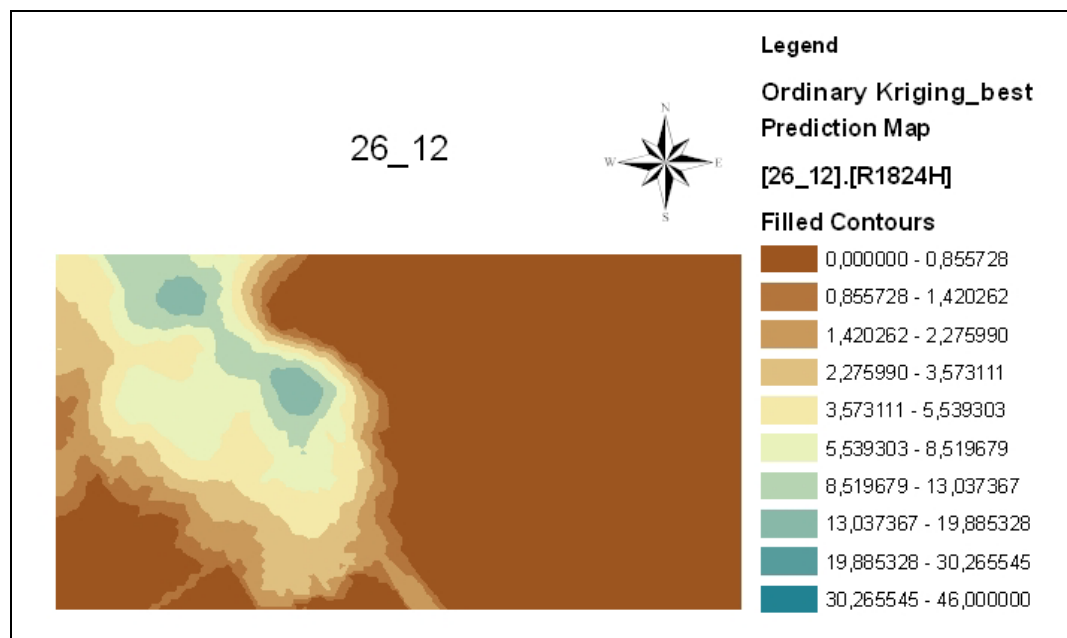 26_12
N
W
E
S
Legend
Ordinary Kriging_best
Prediction Map
[26_12].[R1824H]
Filled Contours
0,000000 - 0,855728
0,855728 - 1,420262
1,420262 - 2,275990
2,275990 - 3,573111
3,573111 - 5,539303
5,539303 - 8,519679
8,519679 - 13,037367
13,037367 - 19,885328
19,885328 - 30,265545
30,265545 - 46,000000